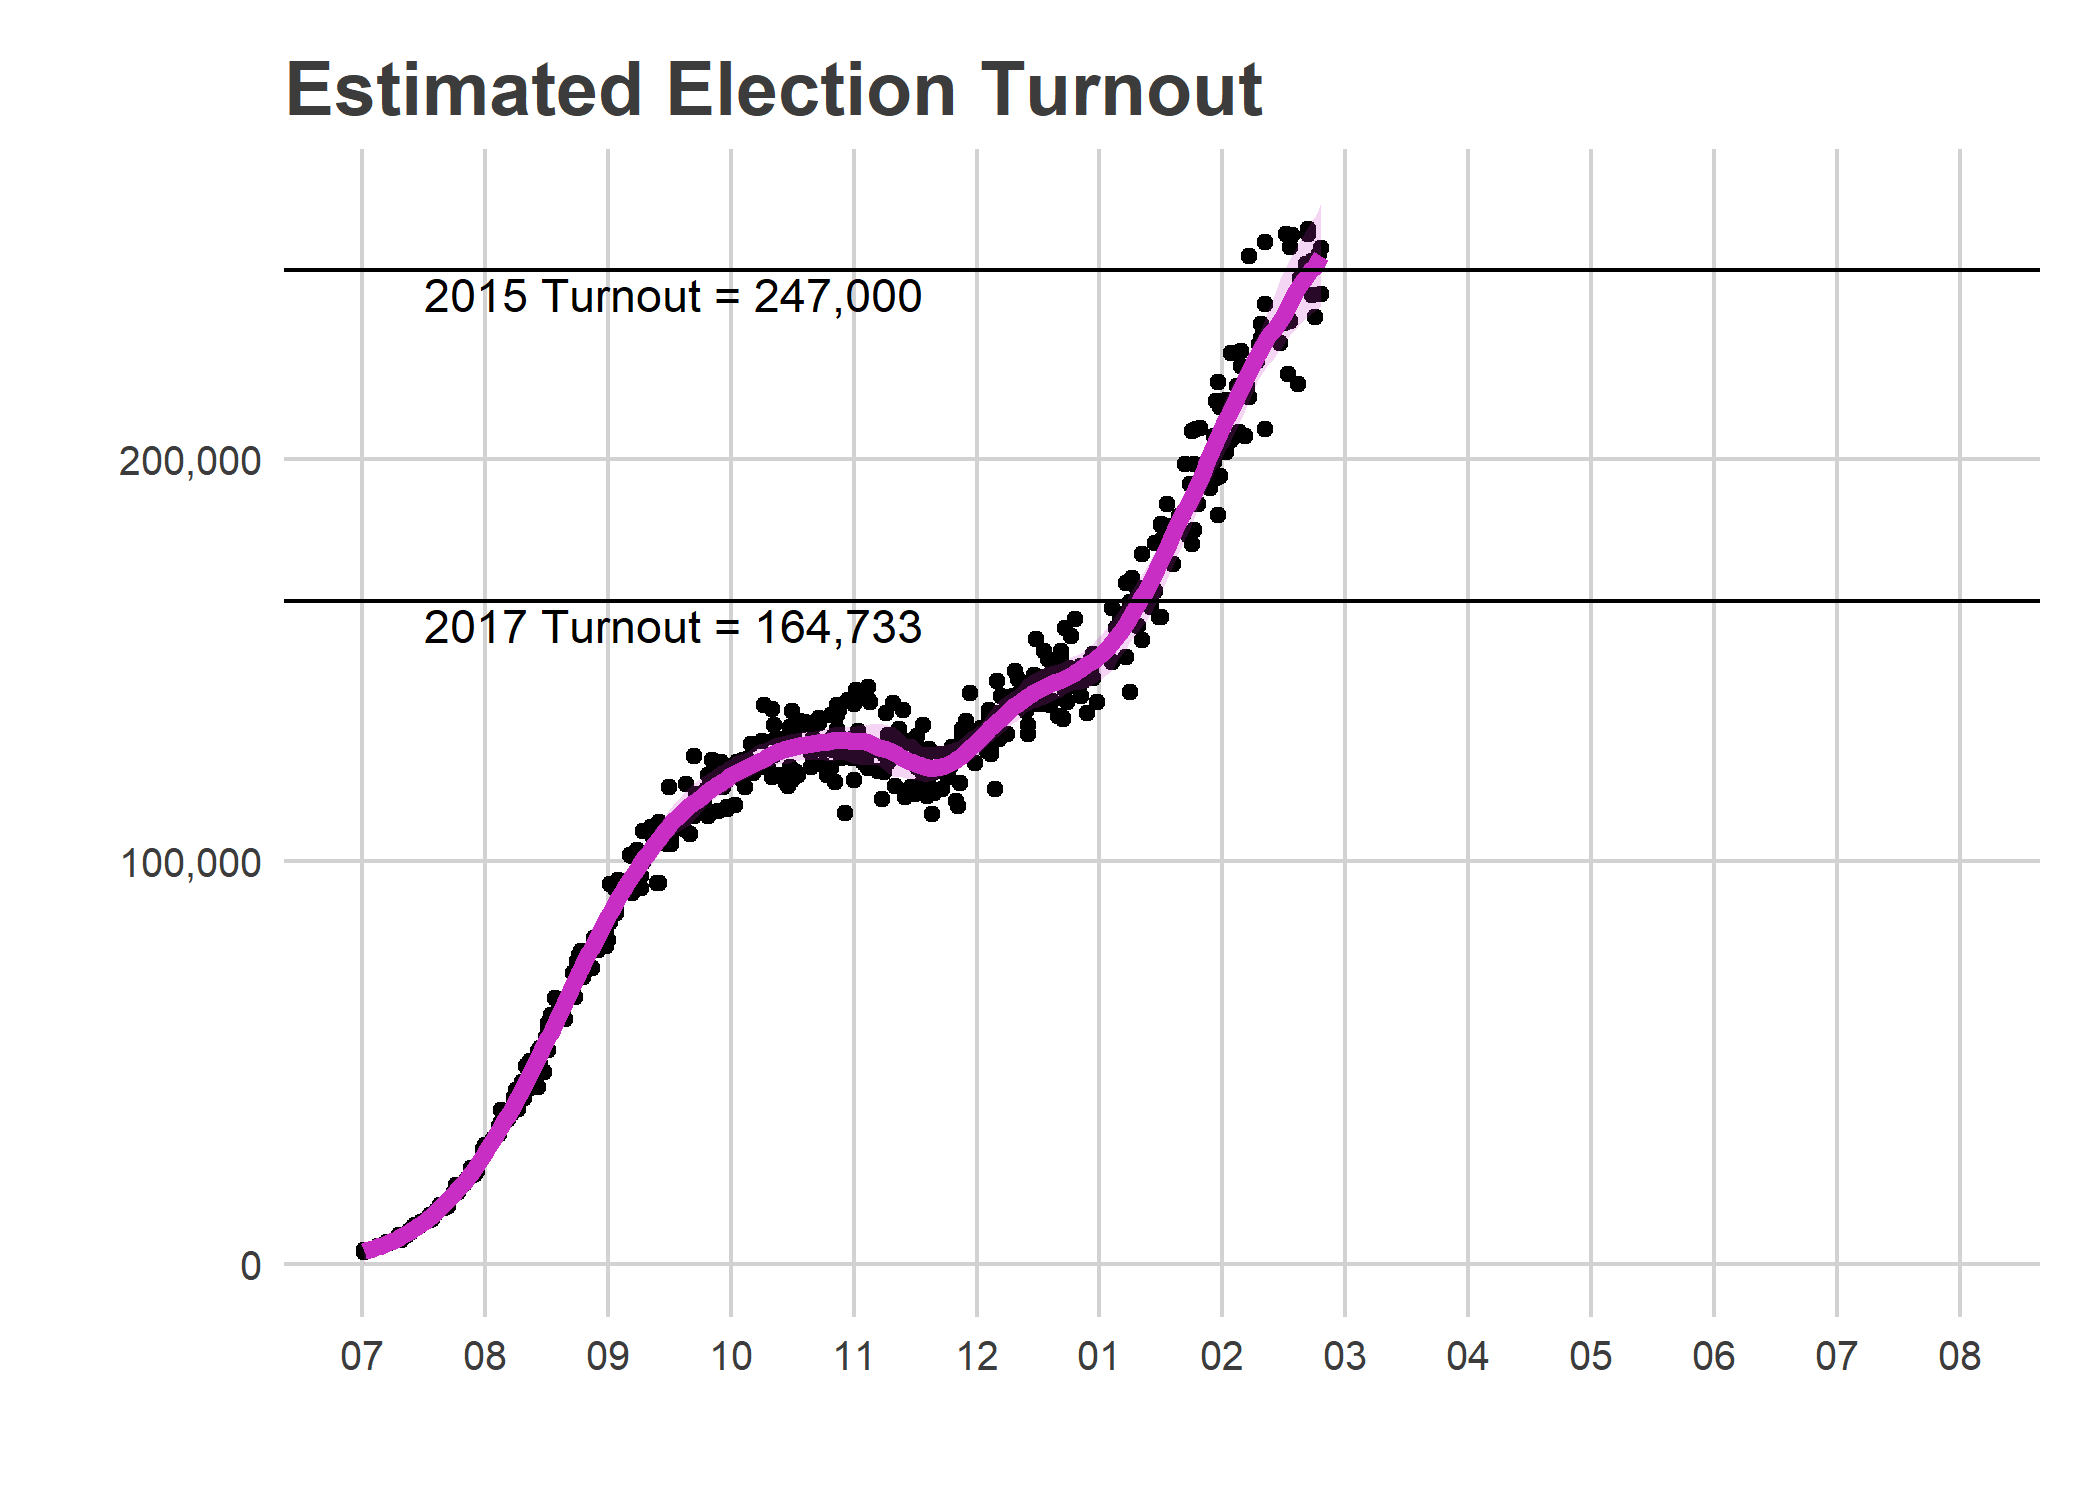 Estimated Election Turnout
2015 Turnout = 247,000
200,000
2017 Turnout = 164,733
100,000
0
07 08 09 10 11 12 01 02 03 04 05 06 07 08